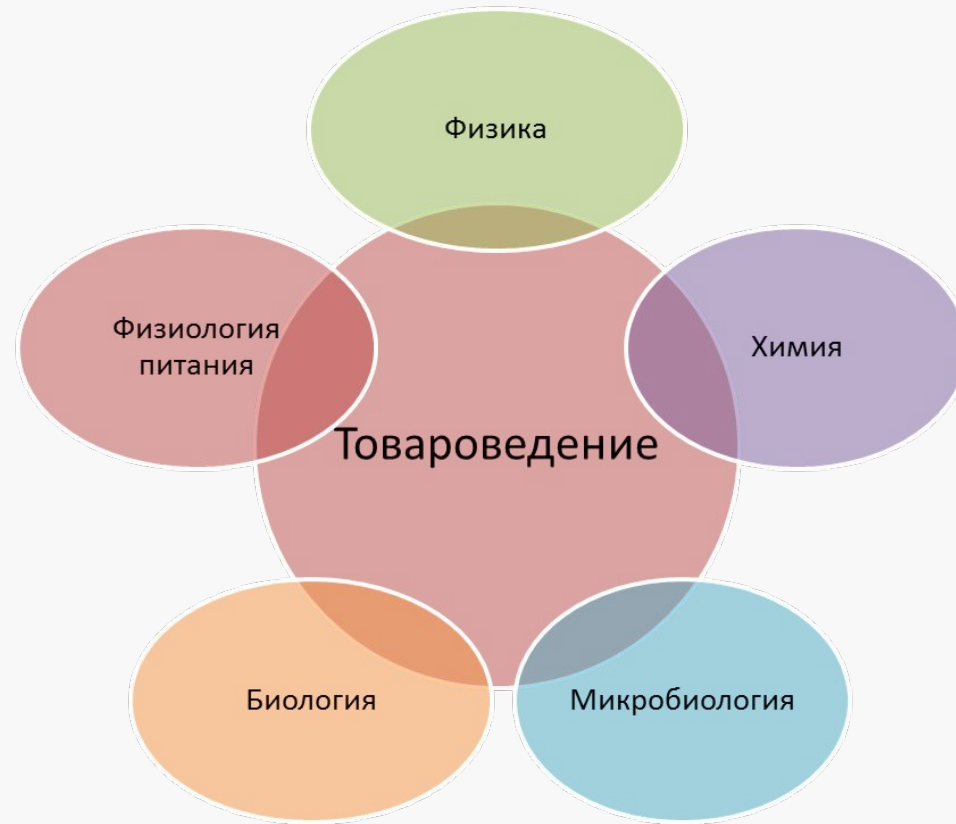 Физика
Физиология
питания
Химия
Товароведение
Биология
Микробиология